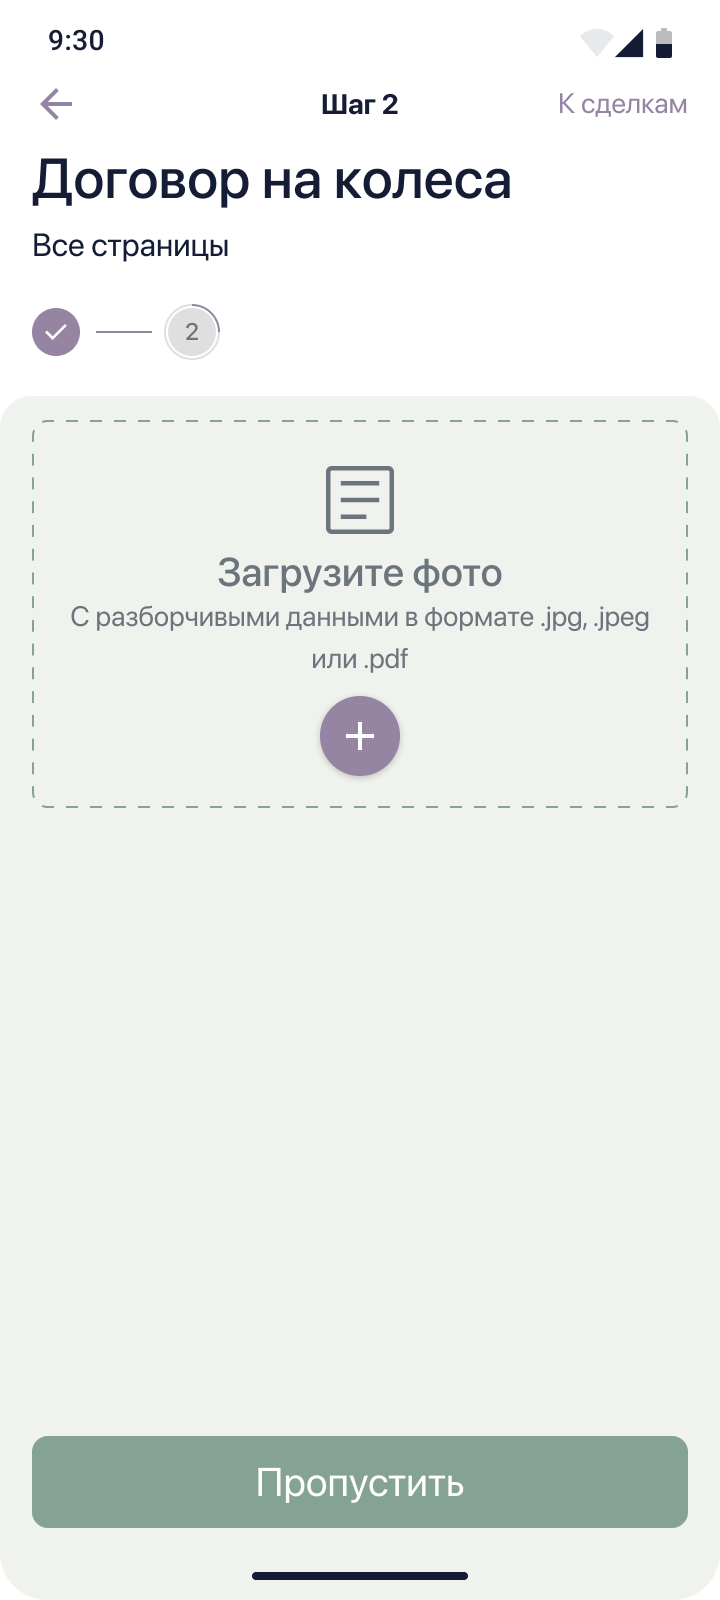 9:30
Шаг 2
К сделкам
Договор на колеса
Все страницы
2
Загрузите фото
С разборчивыми данными в формате .jpg, .jpeg
или .pdf
Пропустить